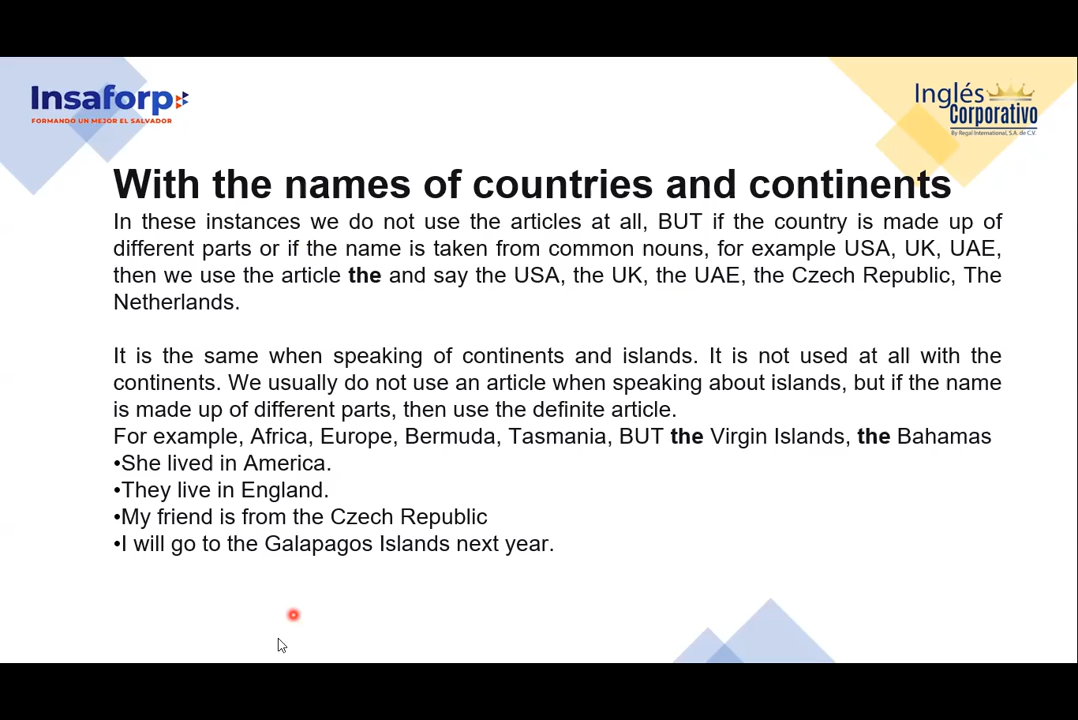 Insaforp
FORMANDO UN MEJOR EL SALVADOR
Inglés
Corporativo
By Regal International, S.A. de C.V.
With the names of countries and continents
In these instances we do not use the articles at all, BUT if the country is made up of
different parts or if the name is taken from common nouns, for example USA, UK, UAE,
then we use the article the and say the USA, the UK, the UAE, the Czech Republic, The
Netherlands.
It is the same when speaking of continents and islands. It is not used at all with the
continents. We usually do not use an article when speaking about islands, but if the name
is made up of different parts, then use the definite article.
For example, Africa, Europe, Bermuda, Tasmania, BUT the Virgin Islands, the Bahamas
•She lived in America.
•They live in England.
•My friend is from the Czech Republic
•I will go to the Galapagos Islands next year.